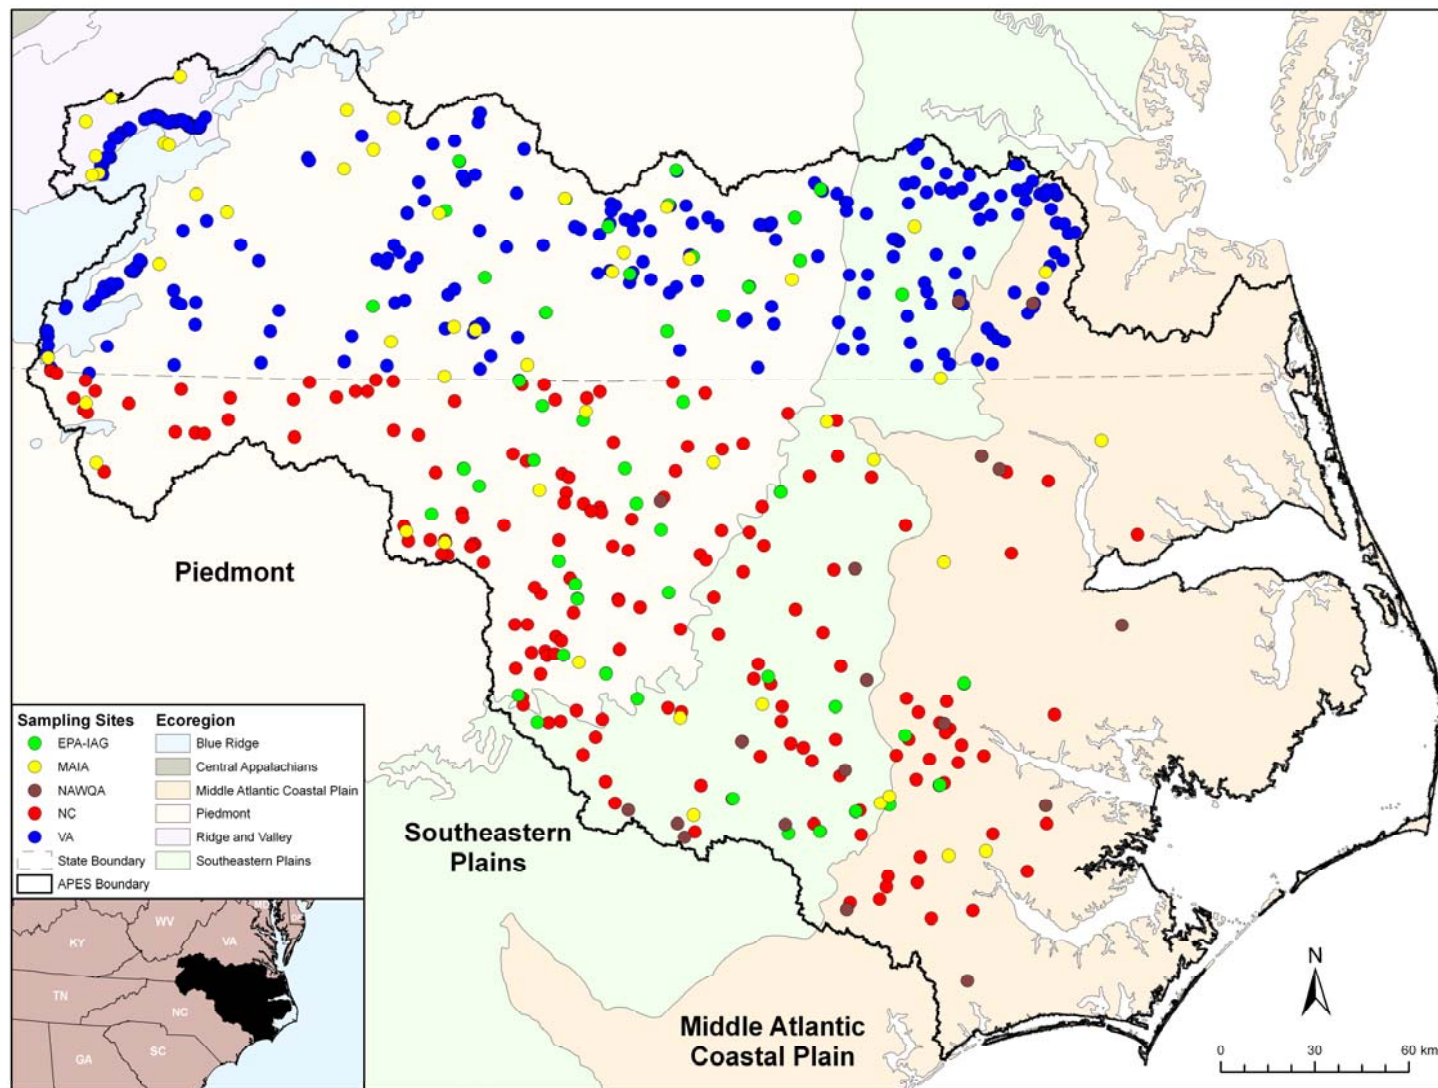 Piedmont
Southeastern
Plains
Middle Atlantic
Coastal Plain
Sampling Sites
EPA-IAG
MAIA
NAWQA
NC
VA
State Boundary
APES Boundary
Ecoregion
Blue Ridge
Central Appalachians
Middle Atlantic Coastal Plain
Piedmont
Ridge and Valley
Southeastern Plains
WV
MD
KY
VA
TN
NC
SC
GA
N
0 30 60 km